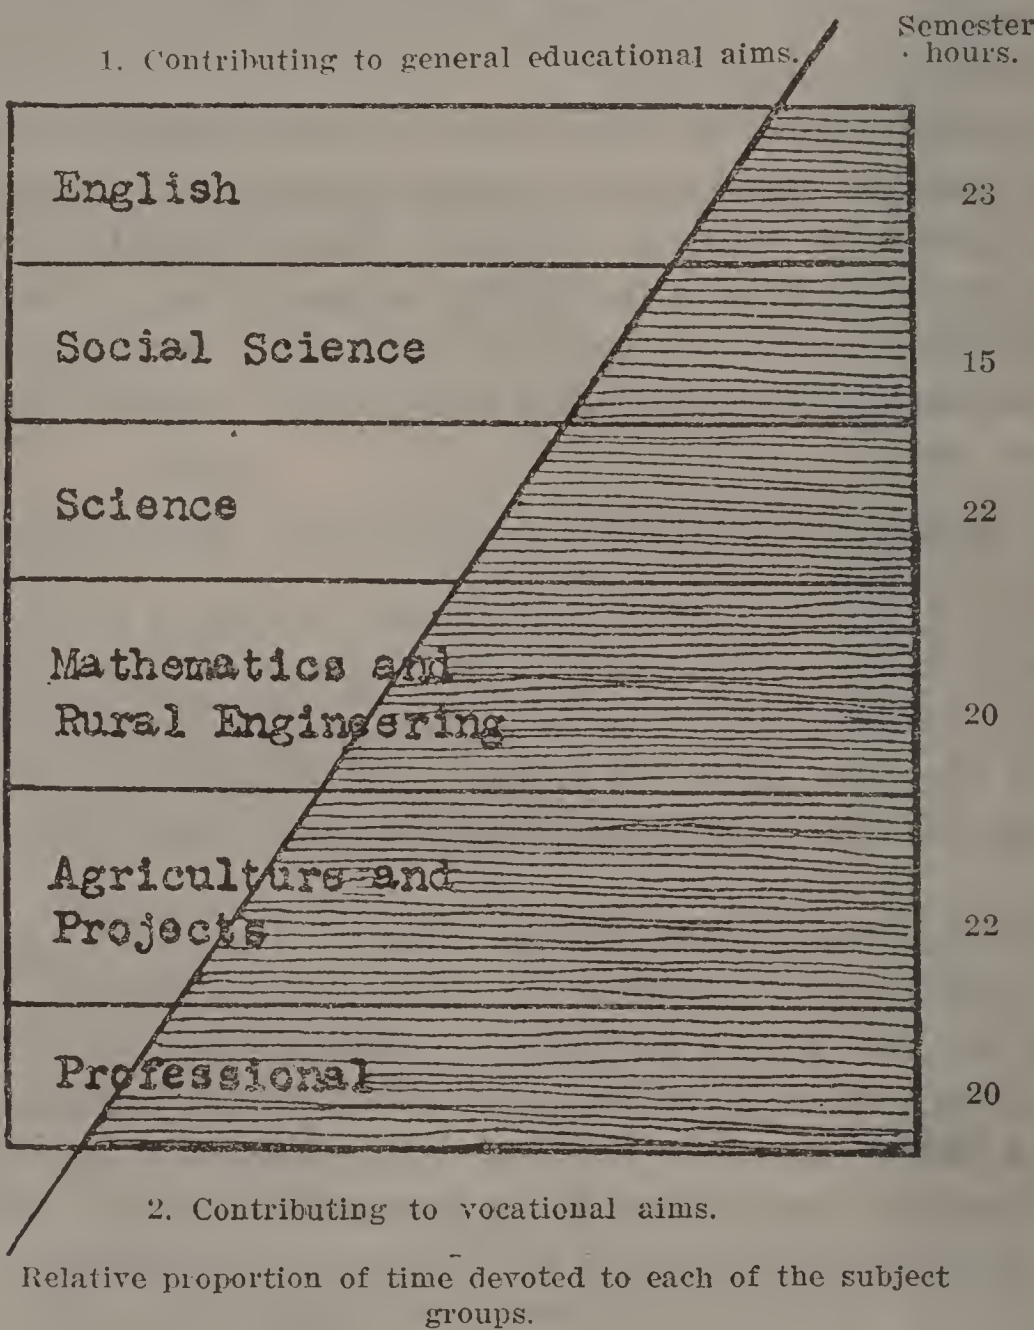 Semester
1. Contributing to general educational aims. hours.
English 23
Social Science 15
Science 22
Mathematics and
Rural Engineering 20
Agriculture and
Projects 22
Professional 20
2. Contributing to vocational aims.
Relative proportion of time devoted to each of the subject
groups.